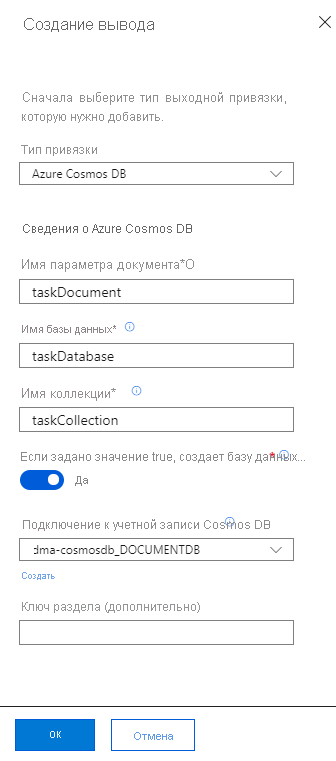 Создание вывода
Сначала выберите тип выходной привязки,
которую нужно добавить.
Тип привязки
Azure Cosmos DB
Сведения о Azure Cosmos DB
Имя параметра документа*О
taskDocument
Имя базы данных*
taskDatabase
Имя коллекции*
taskCollection
Если задано значение true, создает базу данных...*
Да
Подключение к учетной записи Cosmos DB
dma-cosmosdb_DOCUMENTDB
Создать
Ключ раздела (дополнительно)
ОК
Отмена